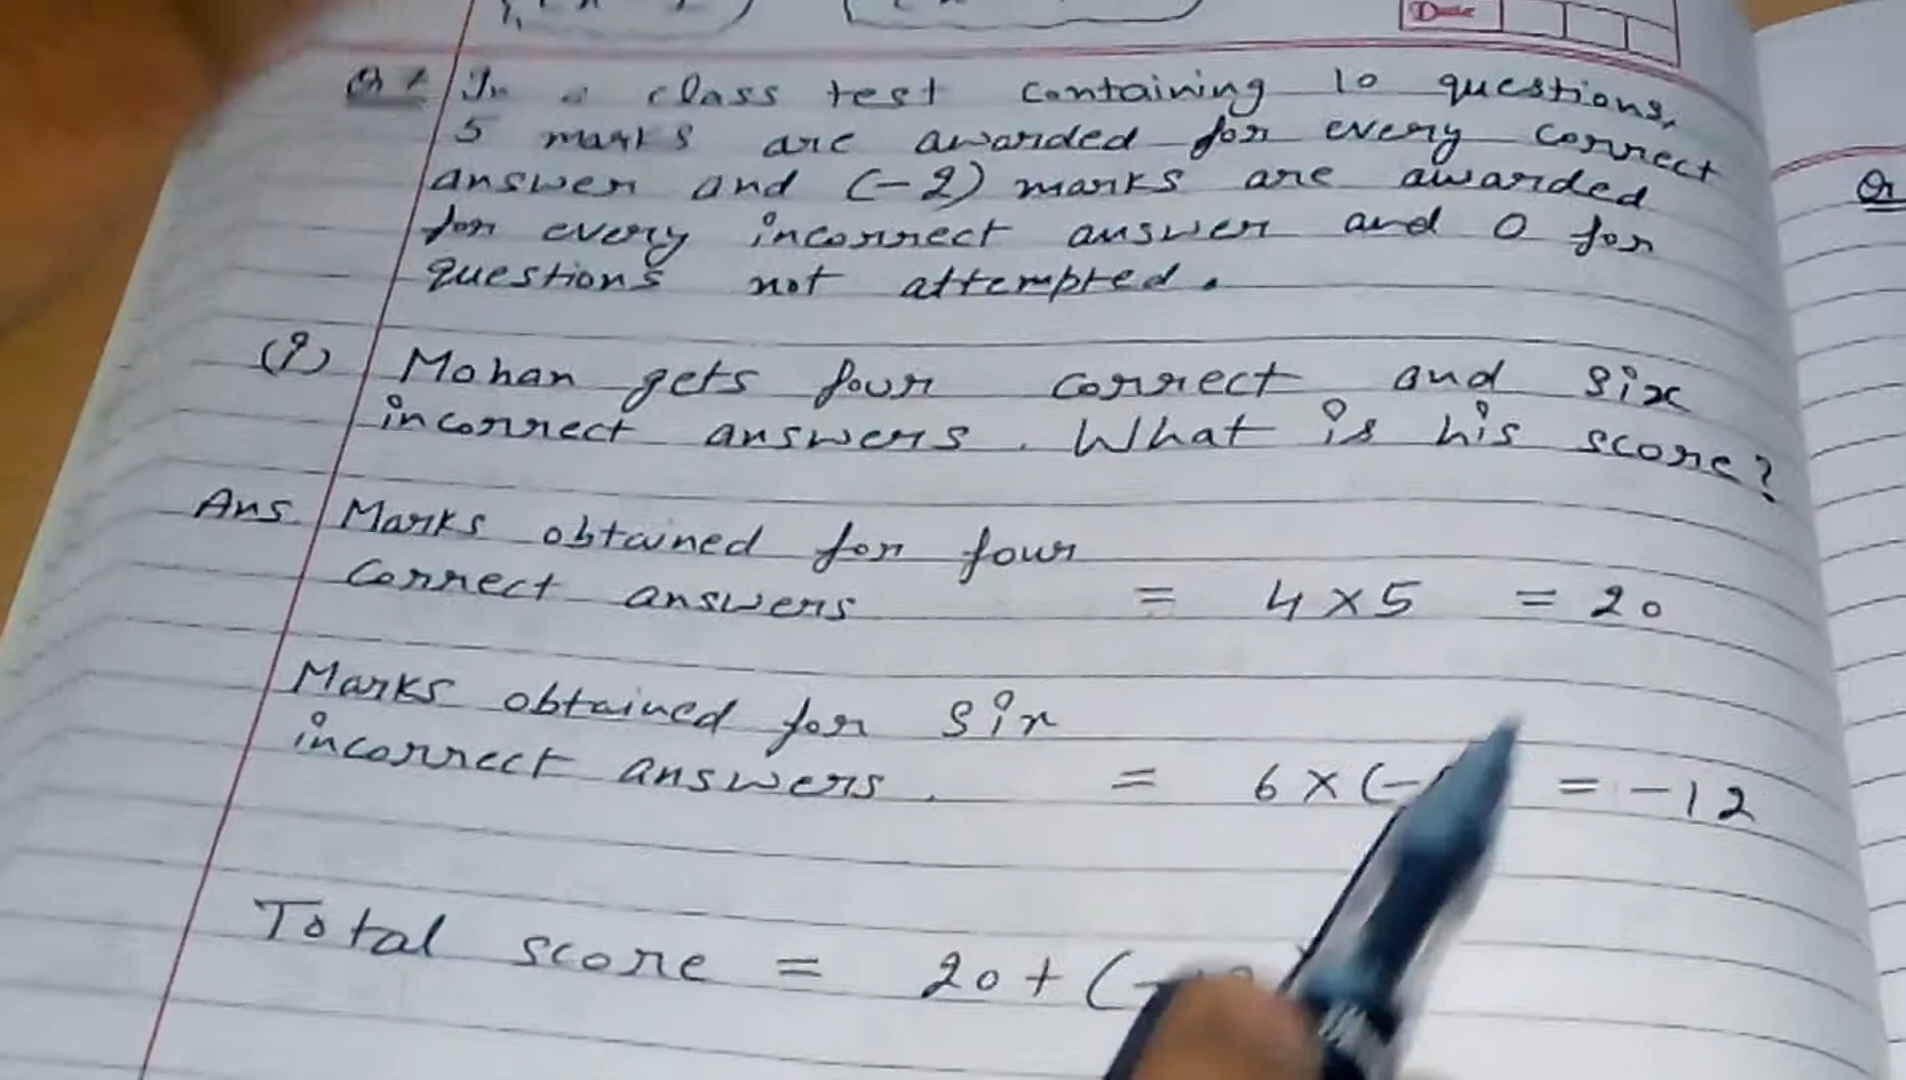 Date
Q1 In a class test containing 10 questions,
5 marks are awarded for every correct
answer and (-2) marks are awarded
for every incorrect answer and 0 for
questions not attempted.
(i) Mohan gets four correct and six
incorrect answers. What is his score?
Ans. Marks obtained for four
correct answers = 4 x 5 = 20
Marks obtained for six
incorrect answers. = 6 x (- = -12
Total score = 20 + (-